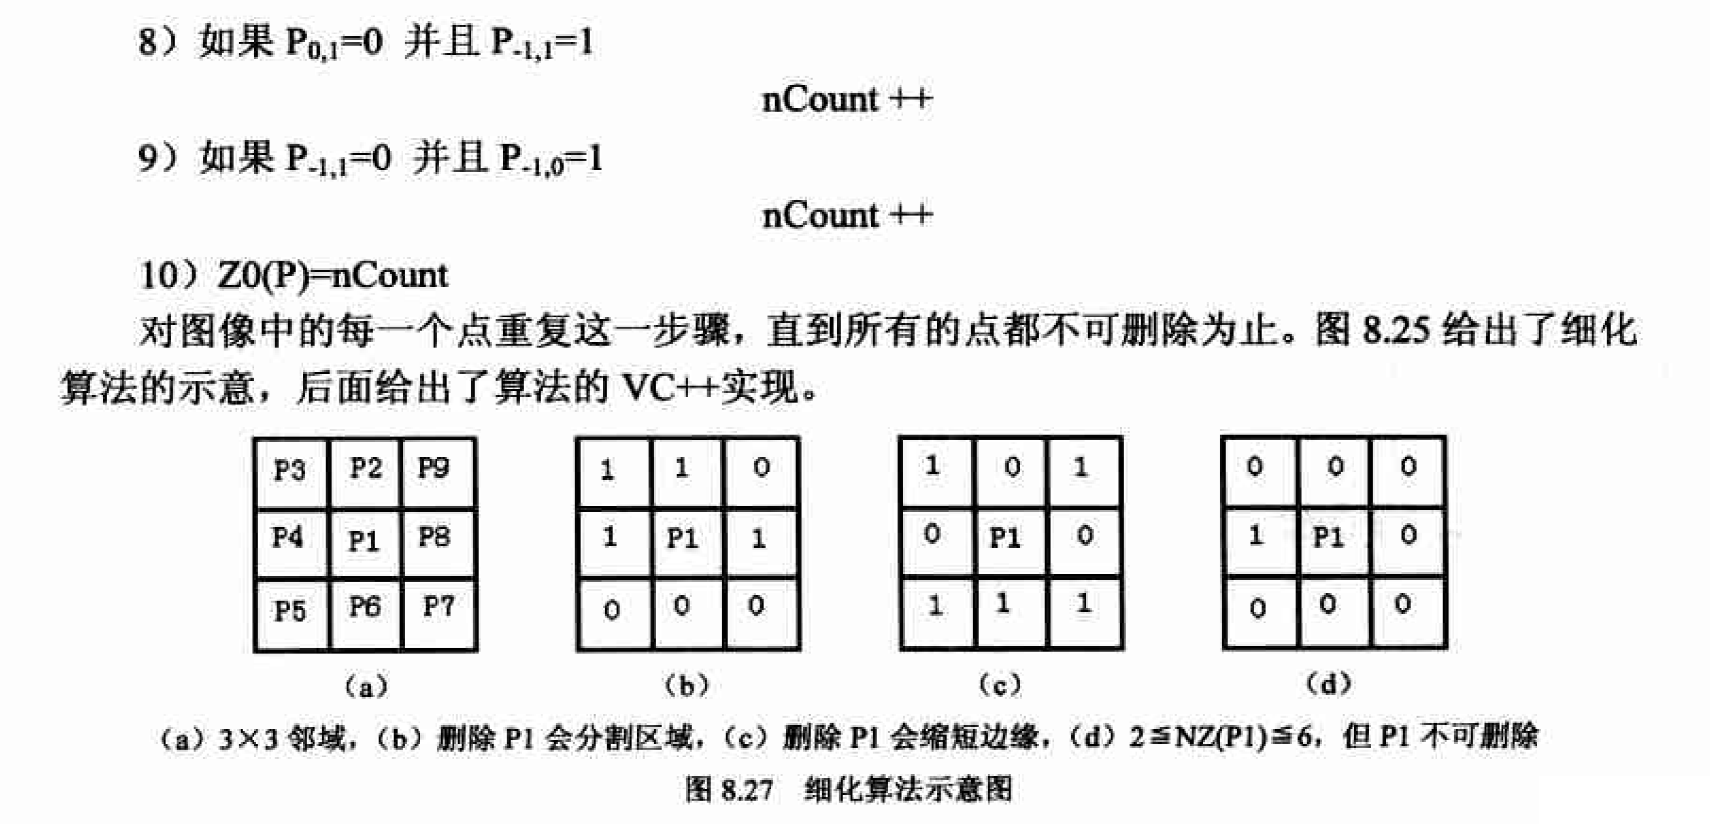 8）如果 P0,1=0 并且 P-1,1=1
nCount ++
9）如果 P-1,1=0 并且 P-1,0=1
nCount ++
10）Z0(P)=nCount
对图像中的每一个点重复这一步骤，直到所有的点都不可删除为止。图 8.25 给出了细化
算法的示意，后面给出了算法的 VC++实现。
P3 P2 P9 1 1 0 1 0 1 0 0 0
P4 P1 P8 1 P1 1 0 P1 0 1 P1 0
P5 P6 P7 0 0 0 1 1 1 0 0 0
（a） （b） （c） （d）
（a）3×3 邻域，（b）删除 P1 会分割区域，（c）删除 P1 会缩短边缘，（d）2≦NZ(P1)≦6，但 P1 不可删除
图 8.27 细化算法示意图